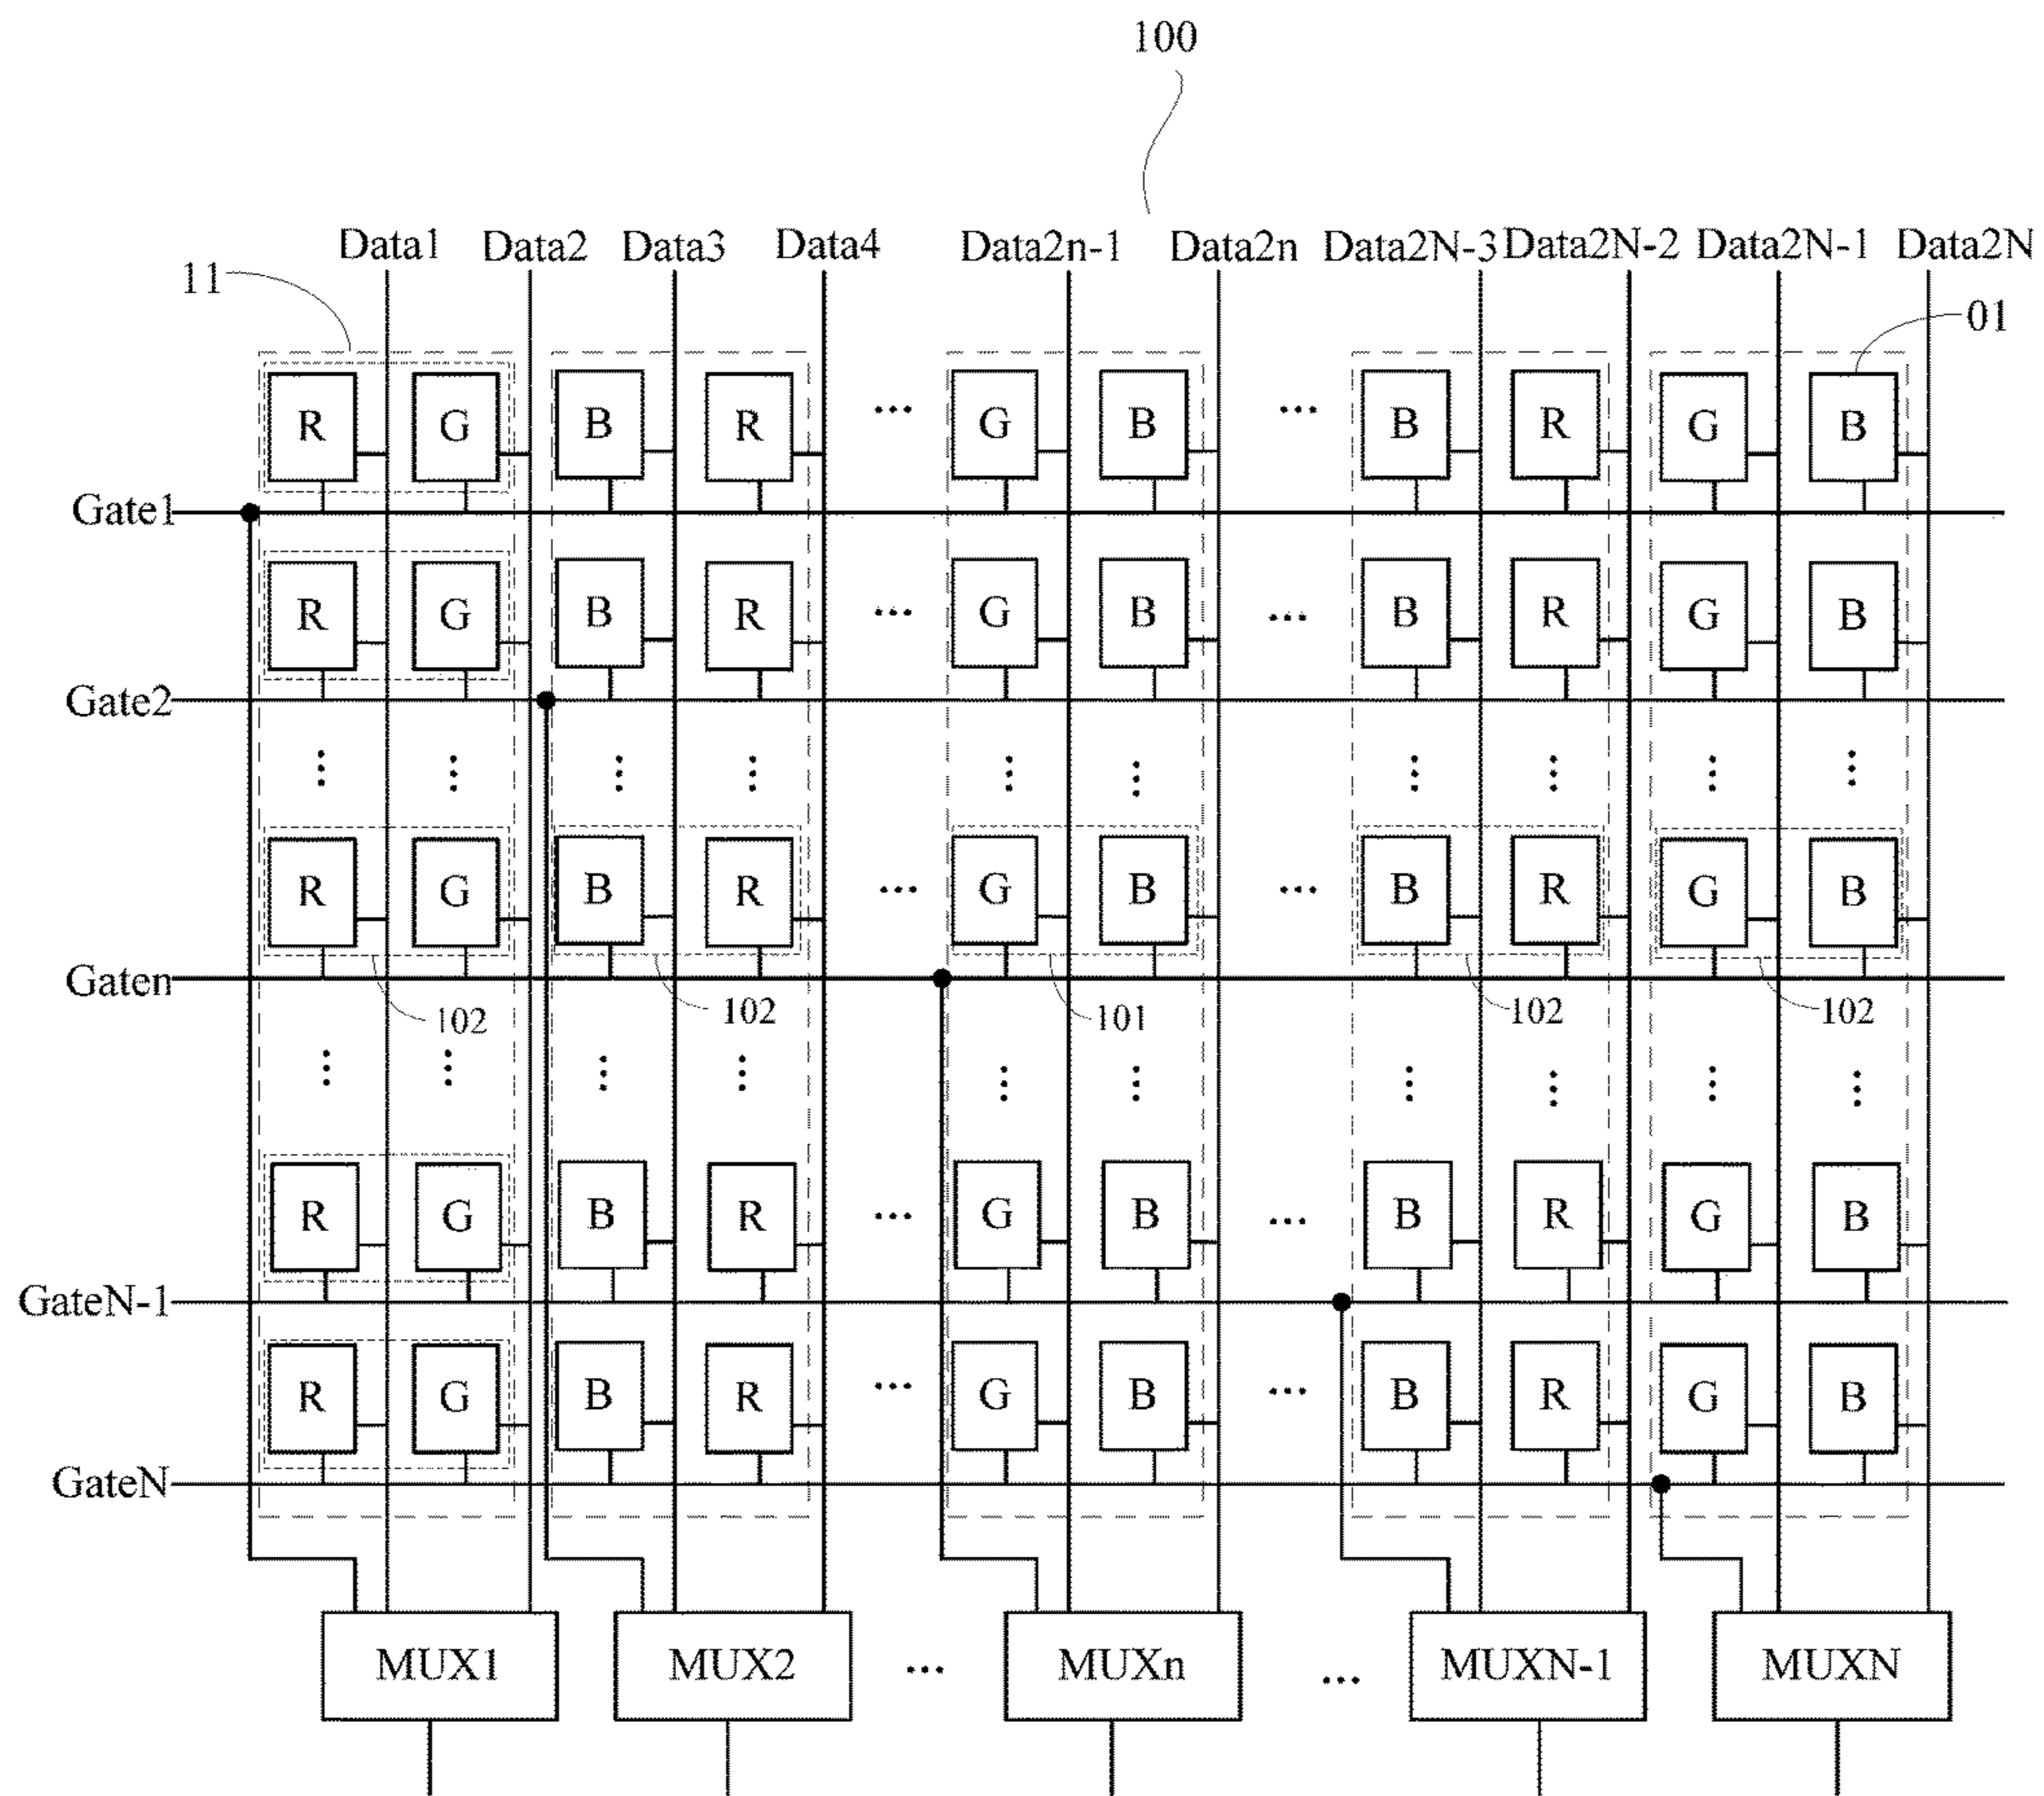 100
Data1 Data2 Data3 Data4 Data2n-1 Data2n Data2N-3 Data2N-2 Data2N-1 Data2N
11
01
R G B R ... G B ... B R G B
Gate1
R G B R ... G B ... B R G B
Gate2
R G B R ... G B ... B R G B
Gaten
102 102 101 102 102
R G B R ... G B ... B R G B
GateN-1
R G B R ... G B ... B R G B
GateN
MUX1 MUX2 ... MUXn ... MUXN-1 MUXN